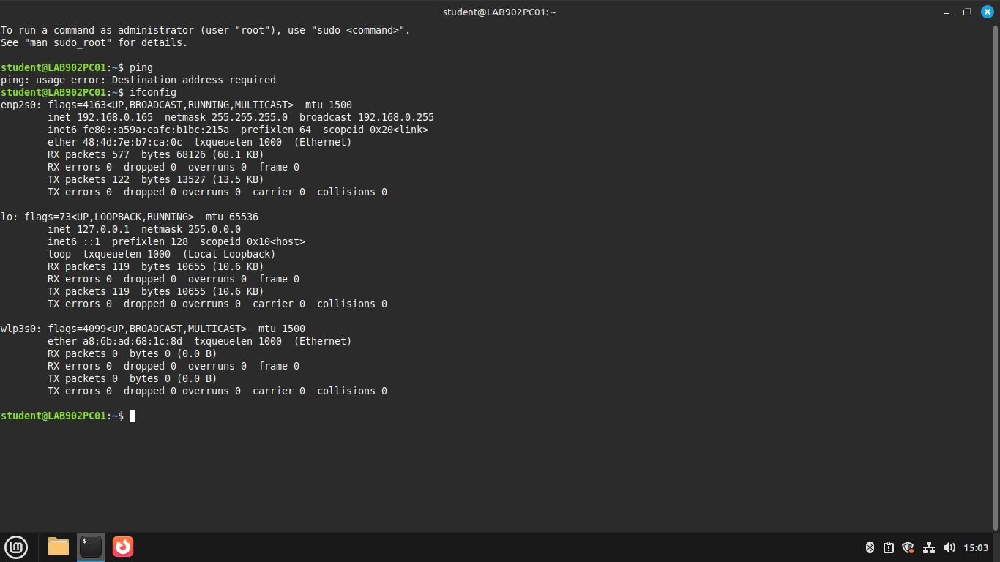 student@LAB902PC01: ~
To run a command as administrator (user "root"), use "sudo <command>".
See "man sudo_root" for details.
student@LAB902PC01:~$ ping
ping: usage error: Destination address required
student@LAB902PC01:~$ ifconfig
enp2s0: flags=4163<UP,BROADCAST,RUNNING,MULTICAST>  mtu 1500
        inet 192.168.0.165  netmask 255.255.255.0  broadcast 192.168.0.255
        inet6 fe80::a59a:eafc:b1bc:215a  prefixlen 64  scopeid 0x20<link>
        ether 48:4d:7e:b7:ca:0c  txqueuelen 1000  (Ethernet)
        RX packets 577  bytes 68126 (68.1 KB)
        RX errors 0  dropped 0  overruns 0  frame 0
        TX packets 122  bytes 13527 (13.5 KB)
        TX errors 0  dropped 0 overruns 0  carrier 0  collisions 0
lo: flags=73<UP,LOOPBACK,RUNNING>  mtu 65536
        inet 127.0.0.1  netmask 255.0.0.0
        inet6 ::1  prefixlen 128  scopeid 0x10<host>
        loop  txqueuelen 1000  (Local Loopback)
        RX packets 119  bytes 10655 (10.6 KB)
        RX errors 0  dropped 0  overruns 0  frame 0
        TX packets 119  bytes 10655 (10.6 KB)
        TX errors 0  dropped 0 overruns 0  carrier 0  collisions 0
wlp3s0: flags=4099<UP,BROADCAST,MULTICAST>  mtu 1500
        ether a8:6b:ad:68:1c:8d  txqueuelen 1000  (Ethernet)
        RX packets 0  bytes 0 (0.0 B)
        RX errors 0  dropped 0  overruns 0  frame 0
        TX packets 0  bytes 0 (0.0 B)
        TX errors 0  dropped 0 overruns 0  carrier 0  collisions 0
student@LAB902PC01:~$
15:03